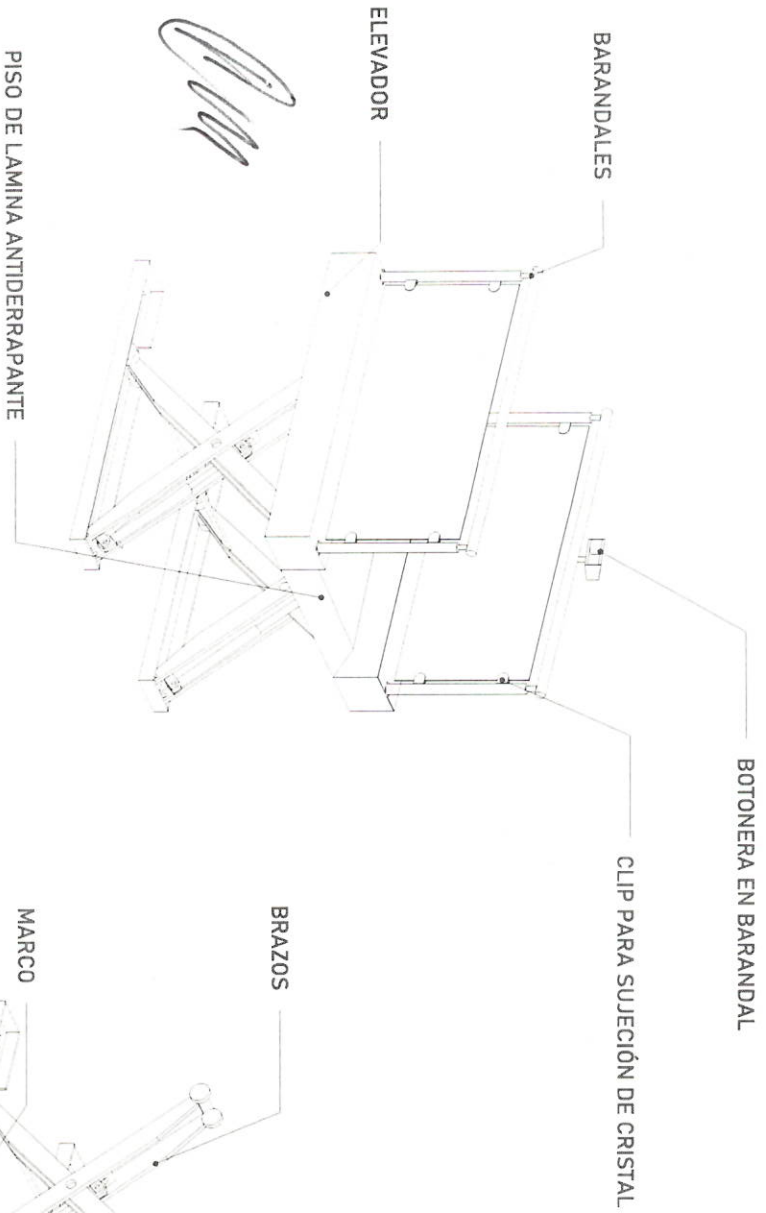 BOTONERA EN BARANDAL
CLIP PARA SUJECIÓN DE CRISTAL
BARANDALES
ELEVADOR
PISO DE LAMINA ANTIDERRAPANTE
BRAZOS
MARCO